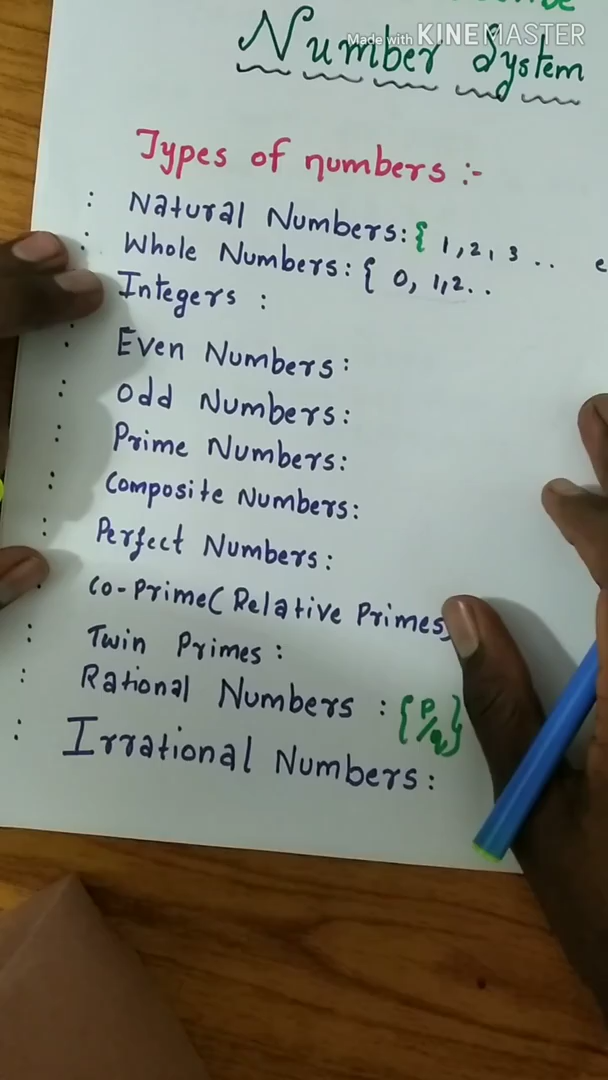 Made with KINEMASTER
Number System
Types of numbers :-
: Natural Numbers: { 1, 2, 3 ..
: Whole Numbers: { 0, 1, 2 . .
Integers :
: Even Numbers:
: Odd Numbers:
: Prime Numbers:
: Composite Numbers:
: Perfect Numbers:
Co-Prime( Relative Primes)
: Twin Primes :
: Rational Numbers : {P/q}
: Irrational Numbers: